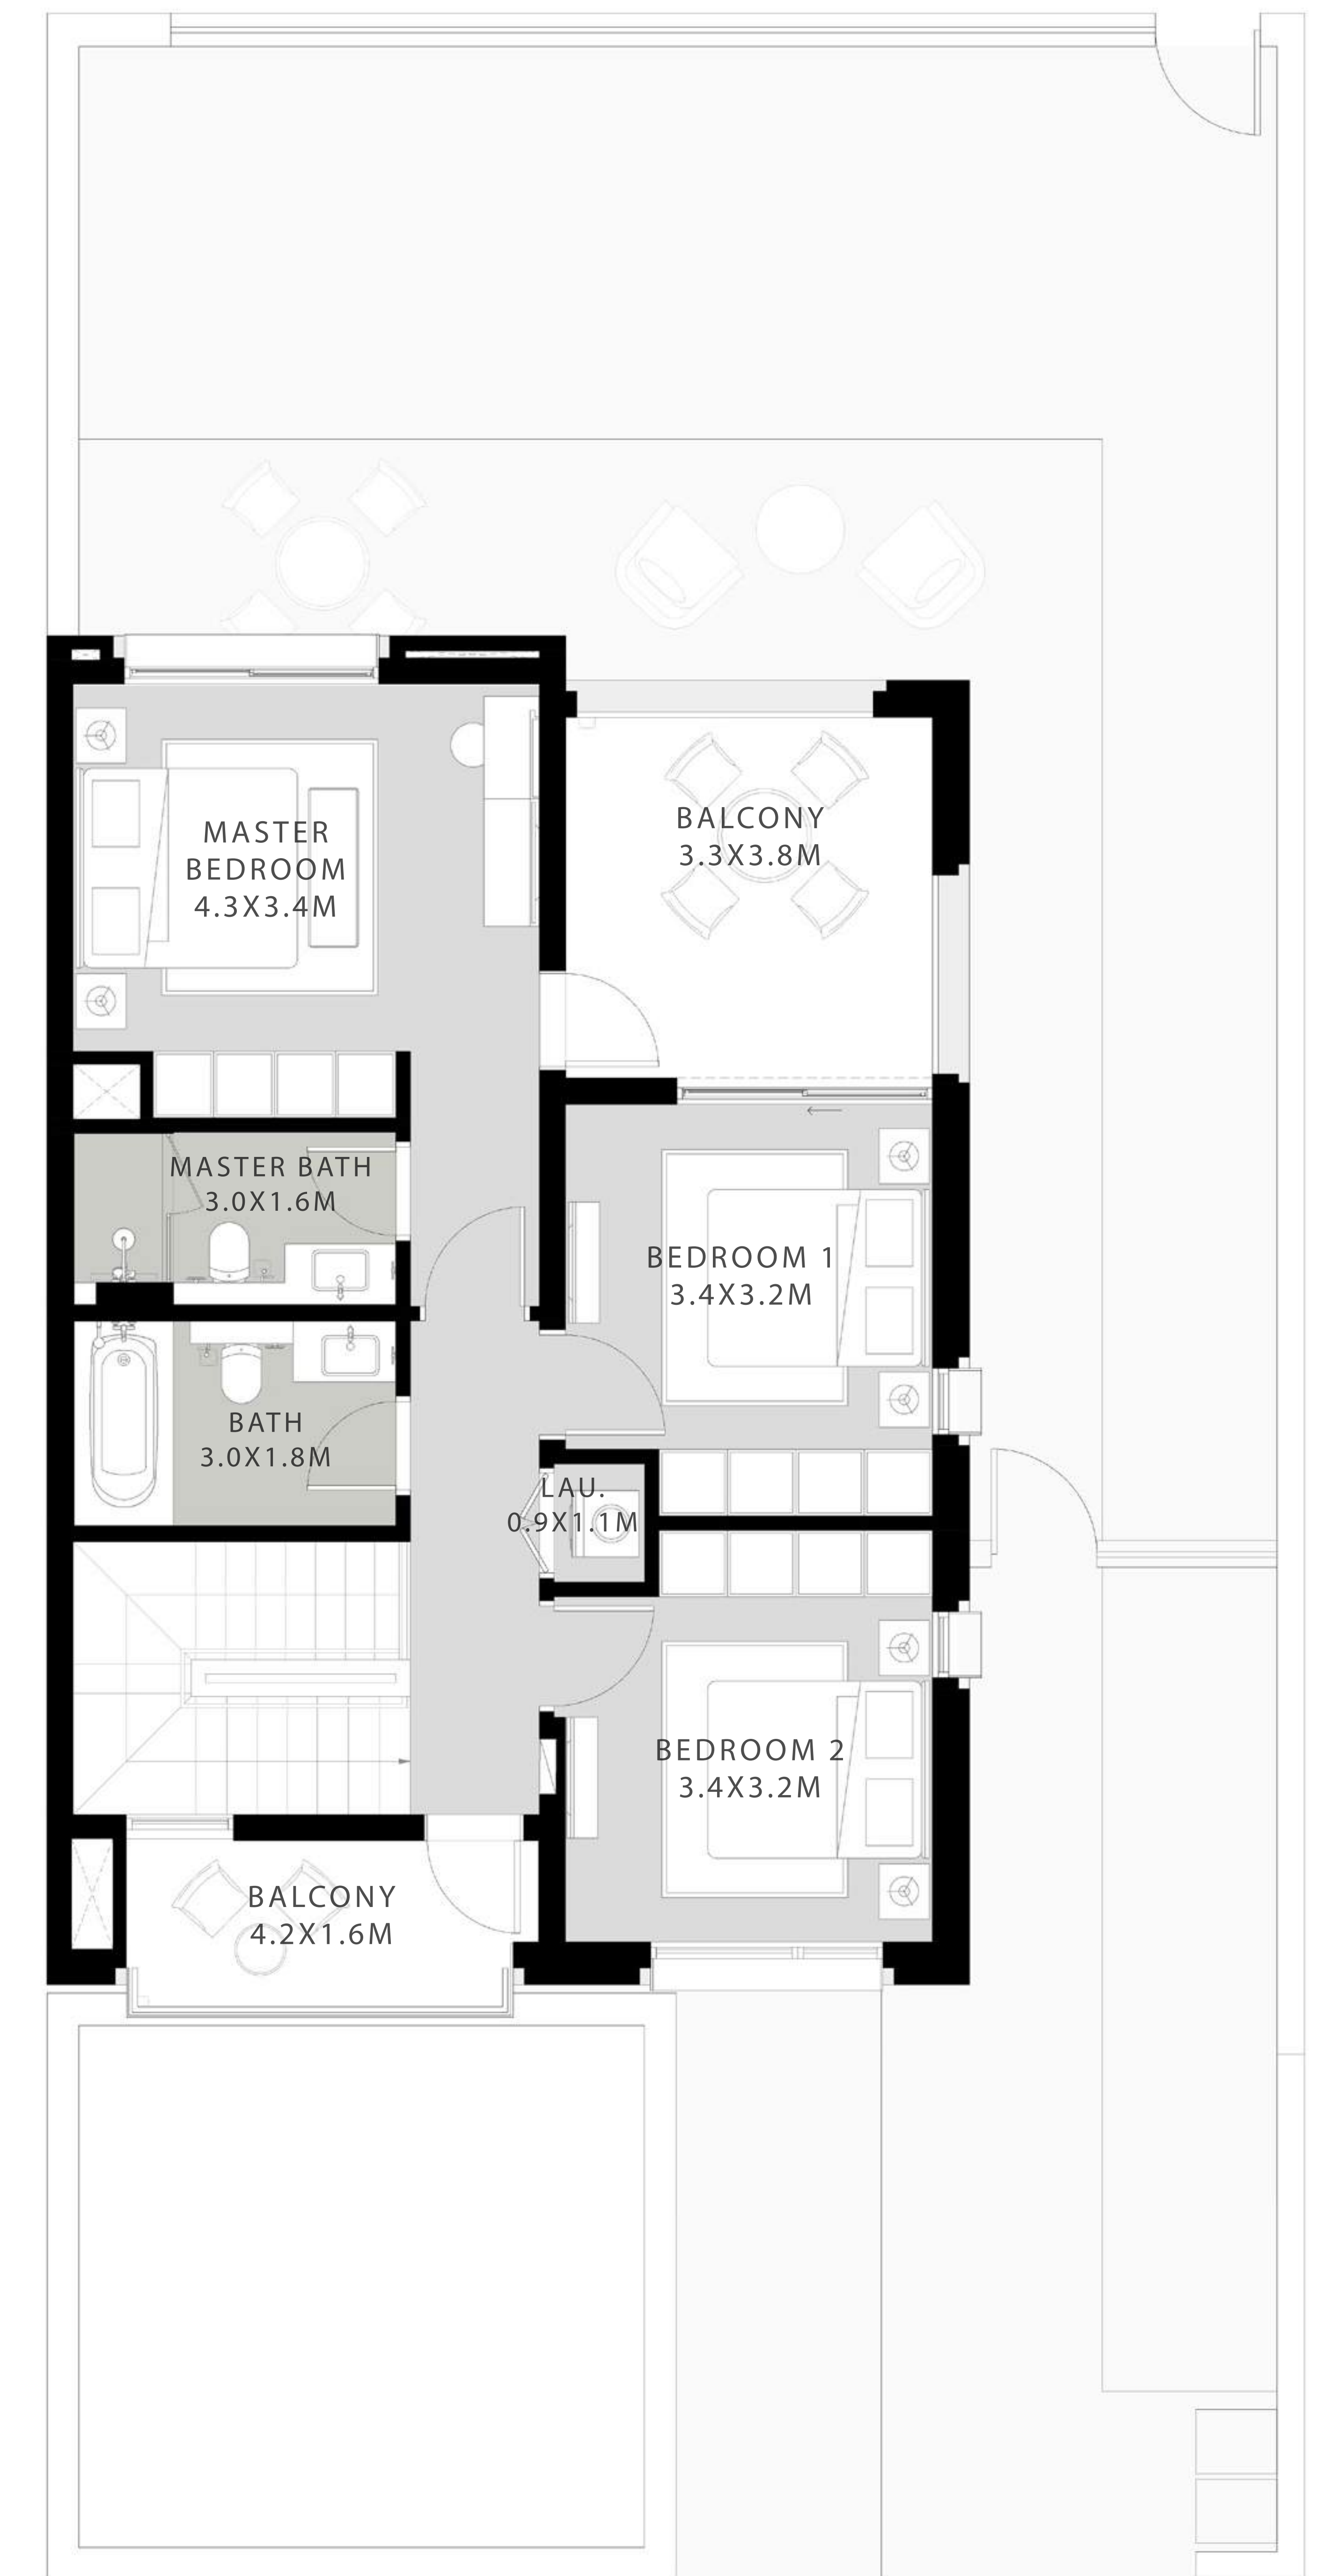 MASTER
BEDROOM
4.3X3.4M
BALCONY
3.3X3.8M
MASTER BATH
3.0X1.6M
BEDROOM 1
3.4X3.2M
BATH
3.0X1.8M
LAU.
0.9X1.1M
BEDROOM 2
3.4X3.2M
BALCONY
4.2X1.6M